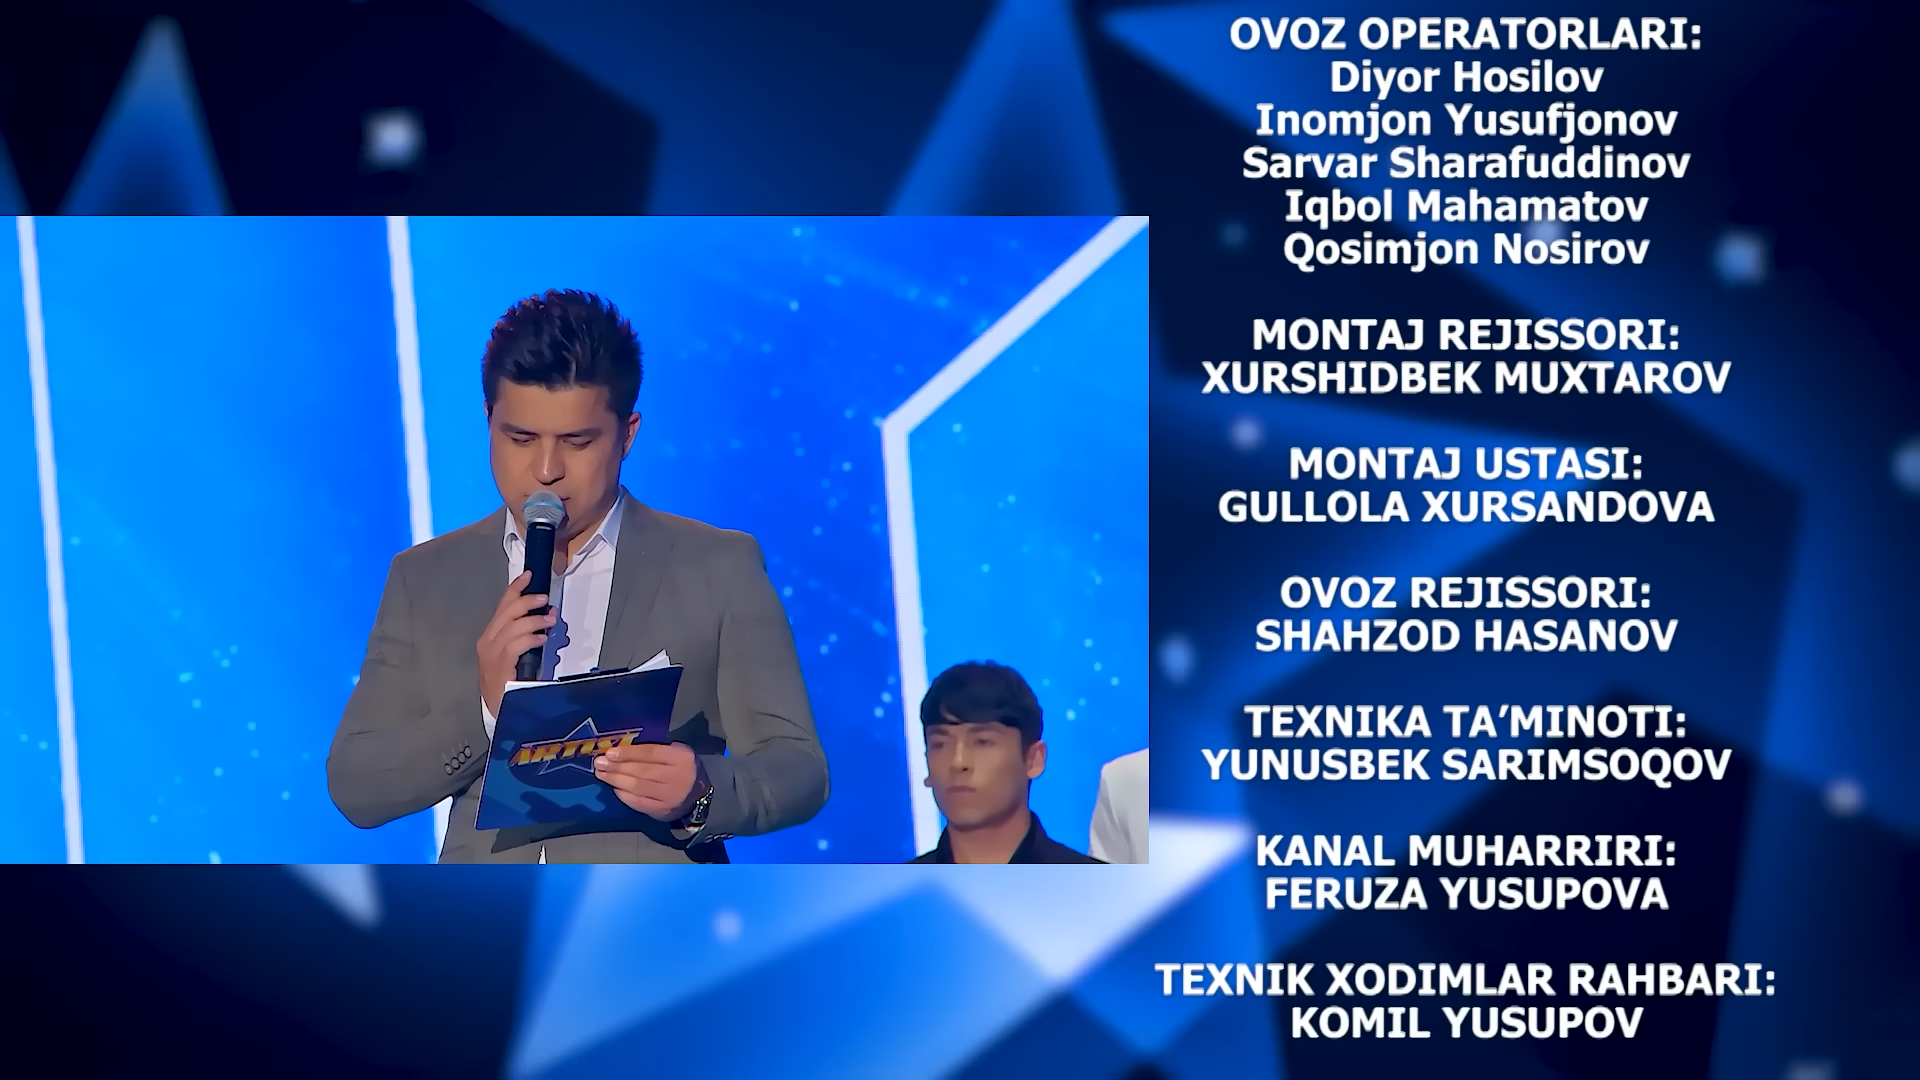 OVOZ OPERATORLARI:
Diyor Hosilov
Inomjon Yusufjonov
Sarvar Sharafuddinov
Iqbol Mahamatov
Qosimjon Nosirov
MONTAJ REJISSORI:
XURSHIDBEK MUXTAROV
MONTAJ USTASI:
GULLOLA XURSANDOVA
OVOZ REJISSORI:
SHAHZOD HASANOV
TEXNIKA TA’MINOTI:
YUNUSBEK SARIMSOQOV
KANAL MUHARRIRI:
FERUZA YUSUPOVA
TEXNIK XODIMLAR RAHBARI:
KOMIL YUSUPOV
ARTIST